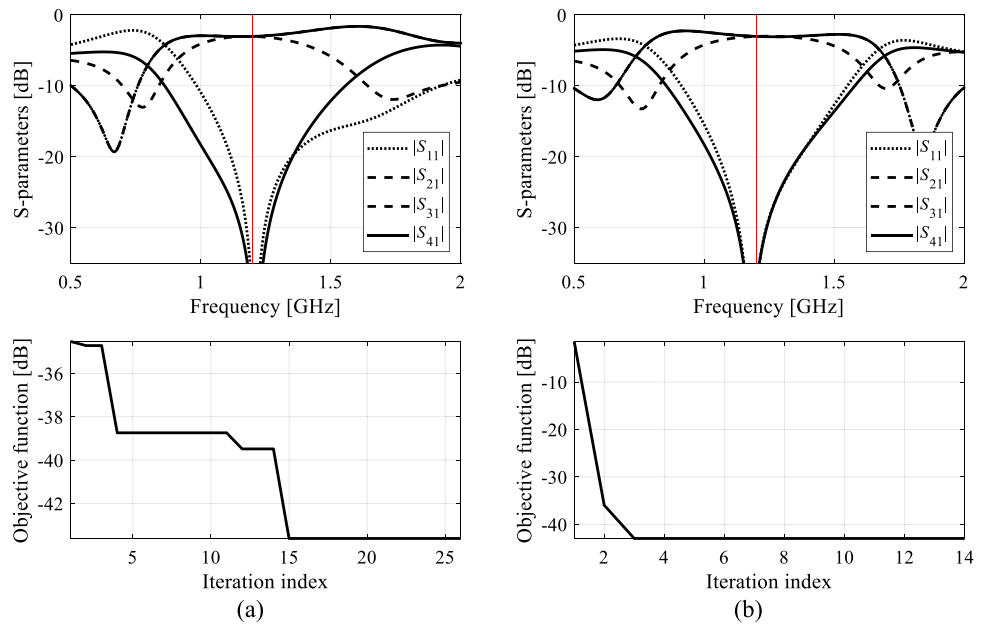 S-parameters [dB]
0
-10
-20
-30
|S11|
|S21|
|S31|
|S41|
0.5
1
1.5
2
Frequency [GHz]
S-parameters [dB]
0
-10
-20
-30
|S11|
|S21|
|S31|
|S41|
0.5
1
1.5
2
Frequency [GHz]
Objective function [dB]
-36
-38
-40
-42
5
10
15
20
25
Iteration index
(a)
Objective function [dB]
-10
-20
-30
-40
2
4
6
8
10
12
14
Iteration index
(b)